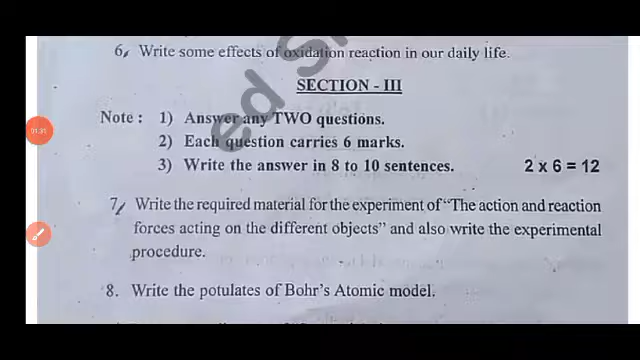 6. Write some effects of oxidation reaction in our daily life.
SECTION - III
Note : 1) Answer any TWO questions.
2) Each question carries 6 marks.
3) Write the answer in 8 to 10 sentences. 2 x 6 = 12
7. Write the required material for the experiment of "The action and reaction
forces acting on the different objects" and also write the experimental
procedure.
8. Write the potulates of Bohr's Atomic model.